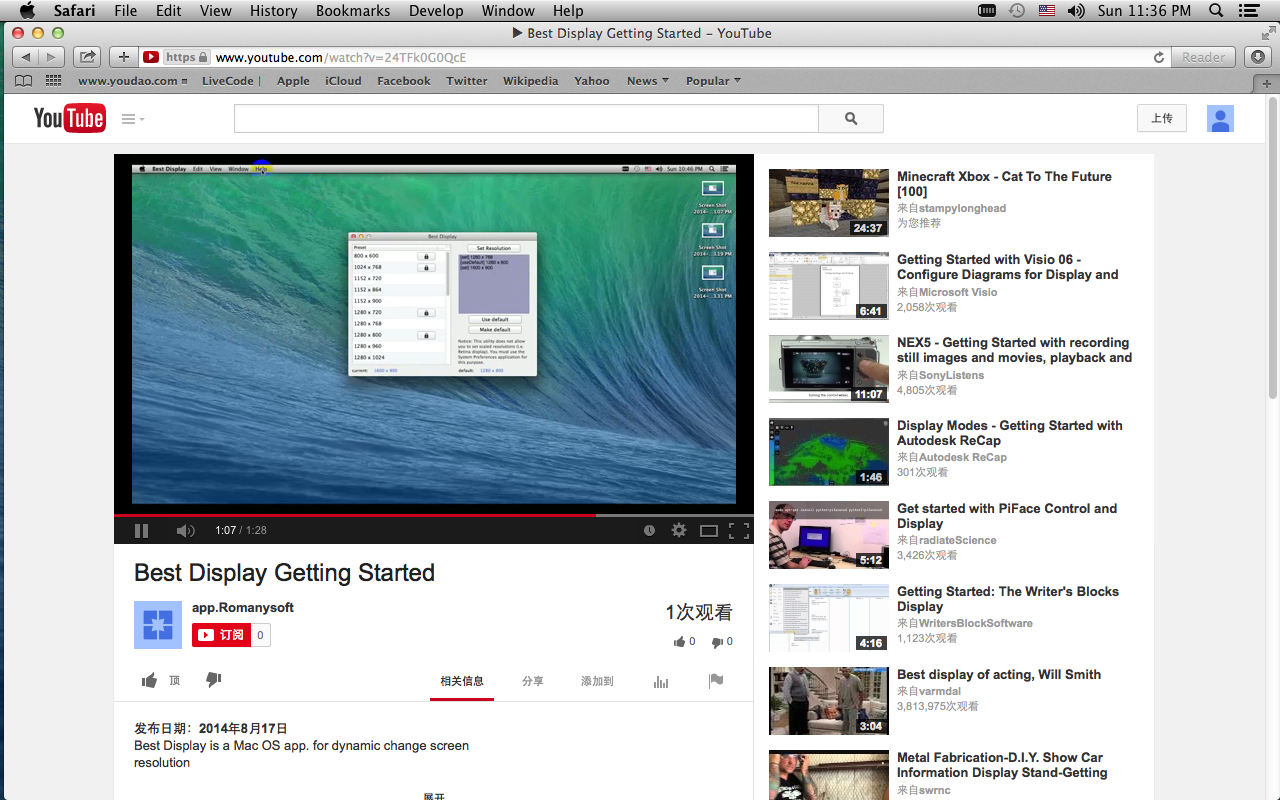 Safari File Edit View History Bookmarks Develop Window Help Sun 11:36 PM
▶ Best Display Getting Started – YouTube
https www.youtube.com/watch?v=24TFk0G0QcE Reader
www.youdao.com LiveCode | Apple iCloud Facebook Twitter Wikipedia Yahoo News Popular
YouTube 上传
Best Display Edit View Window Help Sun 10:46 PM
Screen Shot
2014-...1.07 PM
Screen Shot
2014-...3.19 PM
Screen Shot
2014-...3.31 PM
Best Display
Preset
800 x 600
1024 x 768
1152 x 720
1152 x 864
1152 x 900
1280 x 720
1280 x 768
1280 x 800
1280 x 960
1280 x 1024
current: 1600 x 900
Set Resolution
[set] 1280 x 768
[useDefault] 1280 x 800
[set] 1600 x 900
Use default
Make default
Notice: This utility does not allow
you to set scaled resolutions (i.e.
Retina display). You must use the
System Preferences application for
this purpose.
default: 1280 x 800
1:07 / 1:28
Best Display Getting Started
app.Romanysoft
订阅 0
1次观看
0 0
顶 相关信息 分享 添加到
发布日期： 2014年8月17日
Best Display is a Mac OS app. for dynamic change screen
resolution
展开
24:37
Minecraft Xbox - Cat To The Future
[100]
来自stampylonghead
为您推荐
6:41
Getting Started with Visio 06 -
Configure Diagrams for Display and
来自Microsoft Visio
2,058次观看
11:07
NEX5 - Getting Started with recording
still images and movies, playback and
来自SonyListens
4,805次观看
1:46
Display Modes - Getting Started with
Autodesk ReCap
来自Autodesk ReCap
301次观看
5:12
Get started with PiFace Control and
Display
来自radiateScience
3,426次观看
4:16
Getting Started: The Writer's Blocks
Display
来自WritersBlockSoftware
1,123次观看
3:04
Best display of acting, Will Smith
来自varmdal
3,813,975次观看
Metal Fabrication-D.I.Y. Show Car
Information Display Stand-Getting
来自swrnc